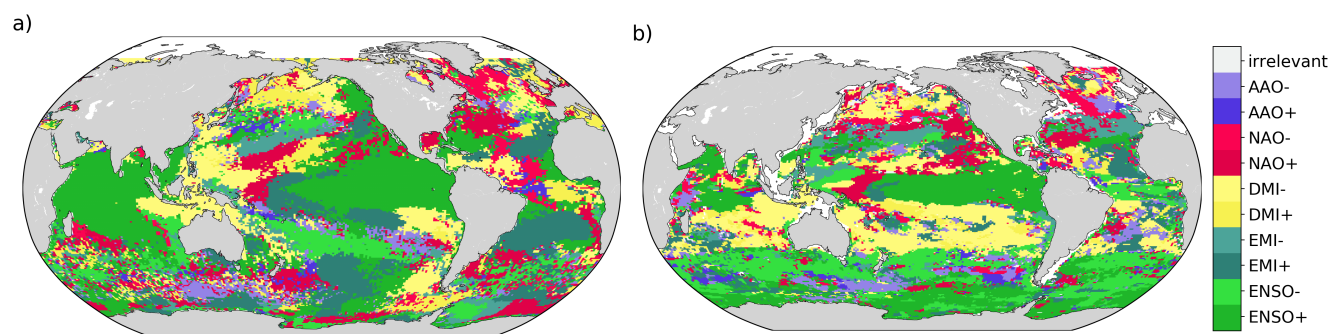 a)
b)
irrelevant
AAO-
AAO+
NAO-
NAO+
DMI-
DMI+
EMI-
EMI+
ENSO-
ENSO+